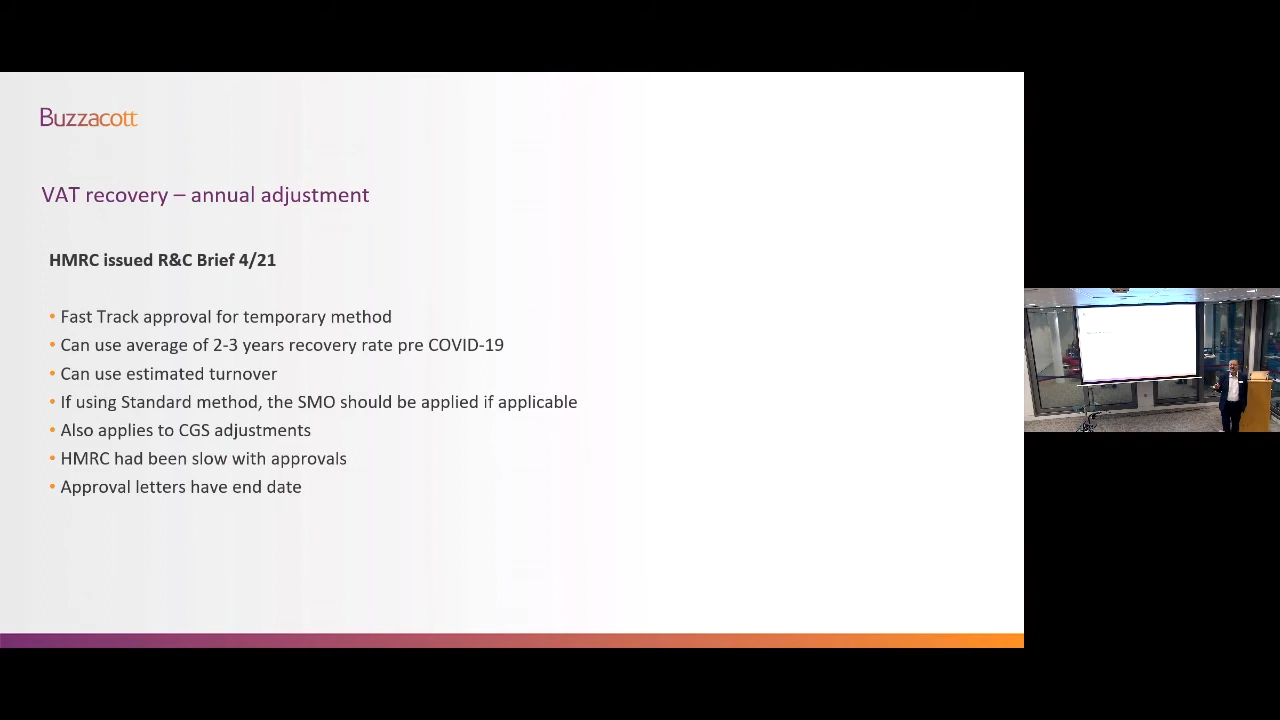 Buzzacott
VAT recovery – annual adjustment
HMRC issued R&C Brief 4/21
• Fast Track approval for temporary method
• Can use average of 2-3 years recovery rate pre COVID-19
• Can use estimated turnover
• If using Standard method, the SMO should be applied if applicable
• Also applies to CGS adjustments
• HMRC had been slow with approvals
• Approval letters have end date